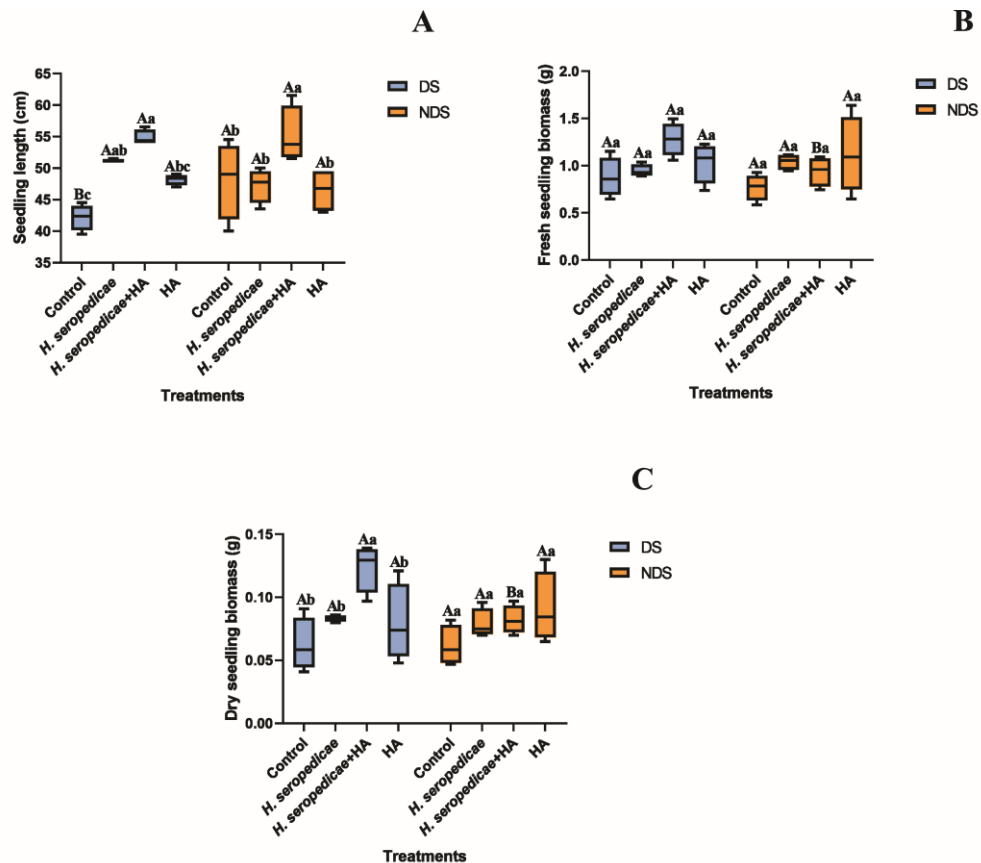 A
Seedling length (cm)
65
60
55
50
45
40
35
Bc
Aab
Aa
Abc
Ab
Ab
Aa
Ab
Control
H. seropedicae
H. seropedicae+HA
HA
Control
H. seropedicae
H. seropedicae+HA
HA
Treatments
DS
NDS
B
Fresh seedling biomass (g)
2.0
1.5
1.0
0.5
0.0
Aa
Aa
Aa
Aa
Aa
Aa
Ba
Aa
Control
H. seropedicae
H. seropedicae+HA
HA
Control
H. seropedicae
H. seropedicae+HA
HA
Treatments
DS
NDS
C
Dry seedling biomass (g)
0.15
0.10
0.05
0.00
Ab
Ab
Aa
Ab
Aa
Aa
Ba
Aa
Control
H. seropedicae
H. seropedicae+HA
HA
Control
H. seropedicae
H. seropedicae+HA
HA
Treatments
DS
NDS